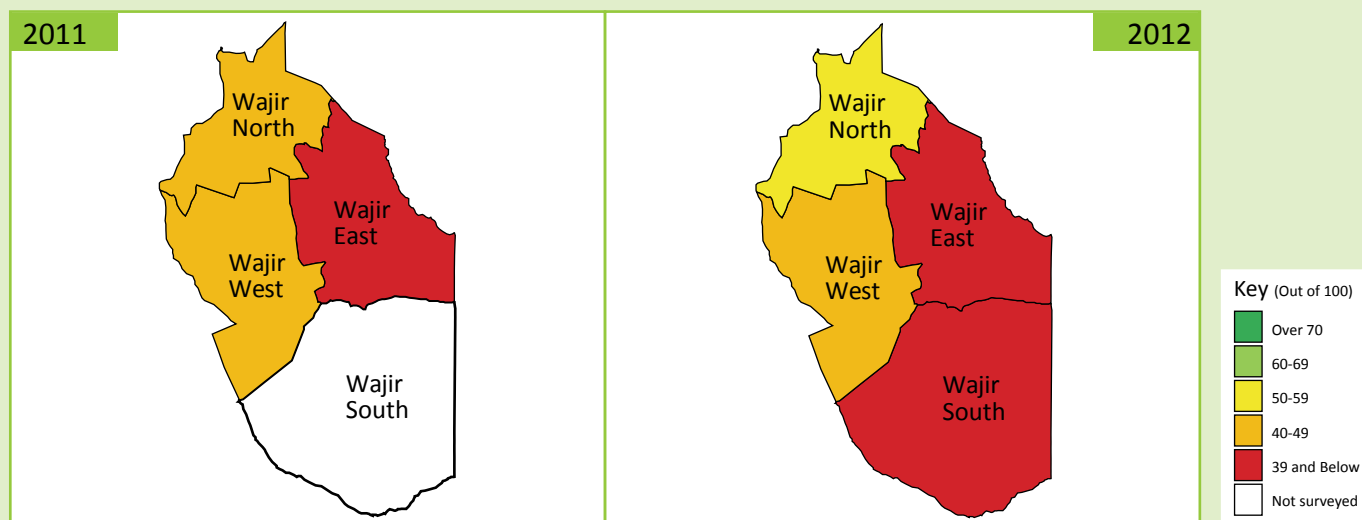 2011
Wajir
North
Wajir
East
Wajir
West
Wajir
South
2012
Wajir
North
Wajir
East
Wajir
West
Wajir
South
Key (Out of 100)
Over 70
60-69
50-59
40-49
39 and Below
Not surveyed